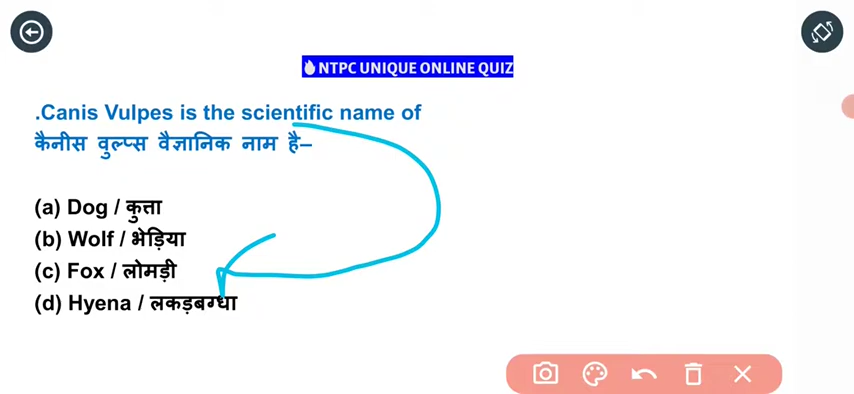 NTPC UNIQUE ONLINE QUIZ
.Canis Vulpes is the scientific name of
कैनीस वुल्प्स वैज्ञानिक नाम है–
(a) Dog / कुत्ता
(b) Wolf / भेड़िया
(c) Fox / लोमड़ी
(d) Hyena / लकड़बग्धा